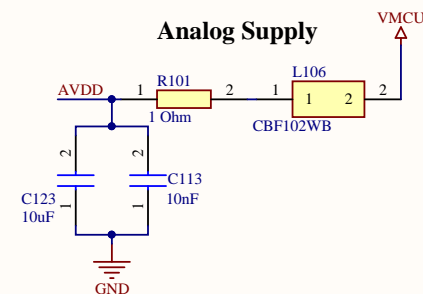 VMCU
Analog Supply
R101
L106
AVDD
1
2
1
1
2
2
1 Ohm
CBF102WB
2
2
C123
C113
10uF
10nF
1
1
GND